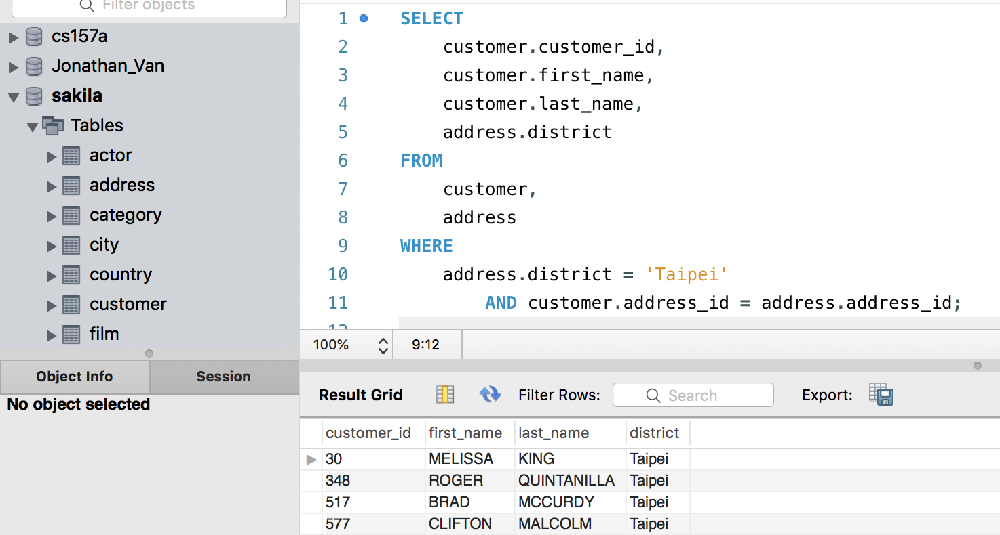 Filter objects
cs157a
Jonathan_Van
sakila
Tables
actor
address
category
city
country
customer
film
Object Info Session
No object selected
1 SELECT
2 customer.customer_id,
3 customer.first_name,
4 customer.last_name,
5 address.district
6 FROM
7 customer,
8 address
9 WHERE
10 address.district = 'Taipei'
11 AND customer.address_id = address.address_id;
12
100% 9:12
Result Grid Filter Rows: Search Export:
customer_id first_name last_name district
30 MELISSA KING Taipei
348 ROGER QUINTANILLA Taipei
517 BRAD MCCURDY Taipei
577 CLIFTON MALCOLM Taipei